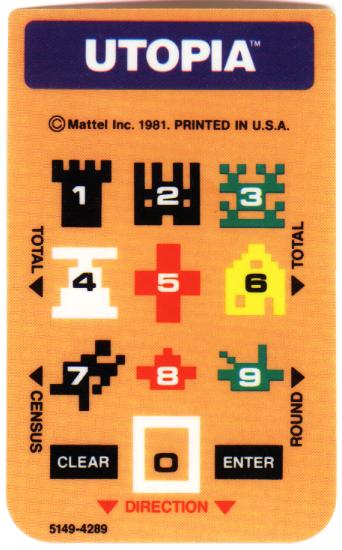 UTOPIA™
© Mattel Inc. 1981. PRINTED IN U.S.A.
1 2 3
TOTAL
4 5 6
TOTAL
CENSUS
7 8 9
ROUND
CLEAR 0 ENTER
DIRECTION
5149-4289